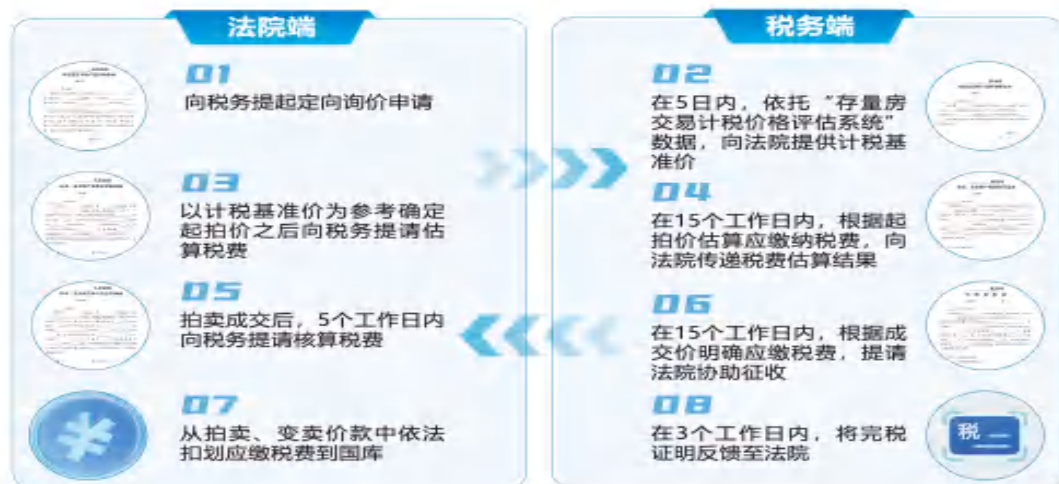 法院端
01
向税务提起定向询价申请
03
以计税基准价为参考确定
起拍价之后向税务提请估
算税费
05
拍卖成交后，5个工作日内
向税务提请核算税费
07
从拍卖、变卖价款中依法
扣划应缴税费到国库
税务端
02
在5日内，依托“存量房
交易计税价格评估系统”
数据，向法院提供计税基
准价
04
在15个工作日内，根据起
拍价估算应缴纳税费，向
法院传递税费估算结果
06
在15个工作日内，根据成
交价明确应缴税费，提请
法院协助征收
08
在3个工作日内，将完税
证明反馈至法院
税